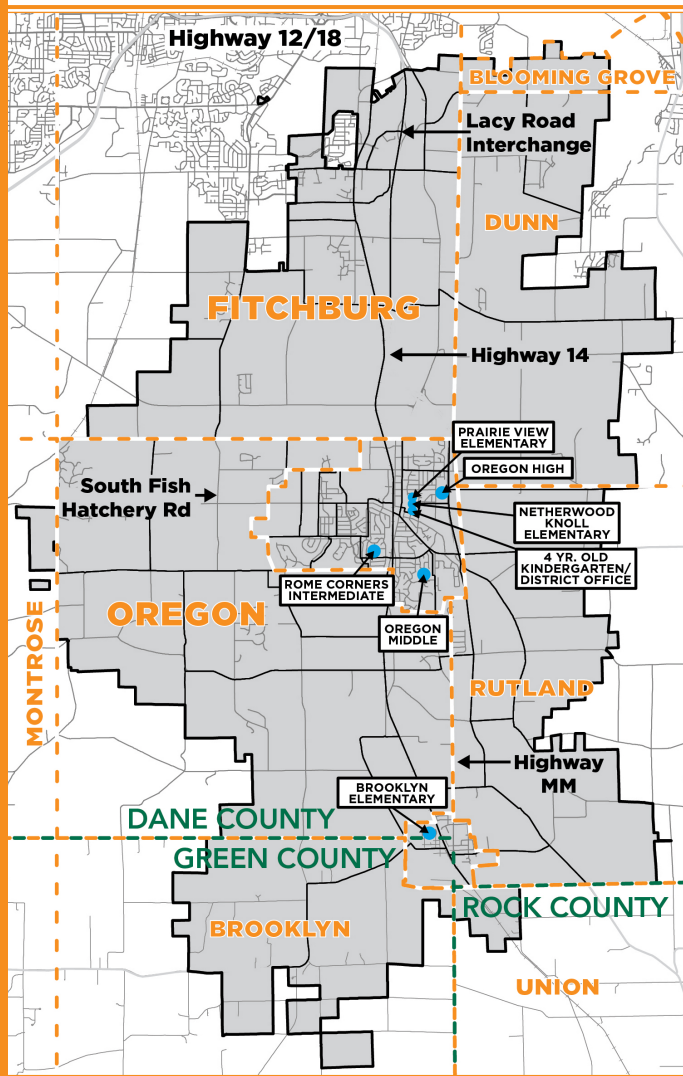 Highway 12/18
BLOOMING GROVE
Lacy Road
Interchange
DUNN
FITCHBURG
Highway 14
PRAIRIE VIEW
ELEMENTARY
OREGON HIGH
South Fish
Hatchery Rd
NETHERWOOD
KNOLL
ELEMENTARY
4 YR. OLD
KINDERGARTEN/
DISTRICT OFFICE
ROME CORNERS
INTERMEDIATE
OREGON
OREGON
MIDDLE
MONTROSE
RUTLAND
Highway
MM
BROOKLYN
ELEMENTARY
DANE COUNTY
GREEN COUNTY
ROCK COUNTY
BROOKLYN
UNION